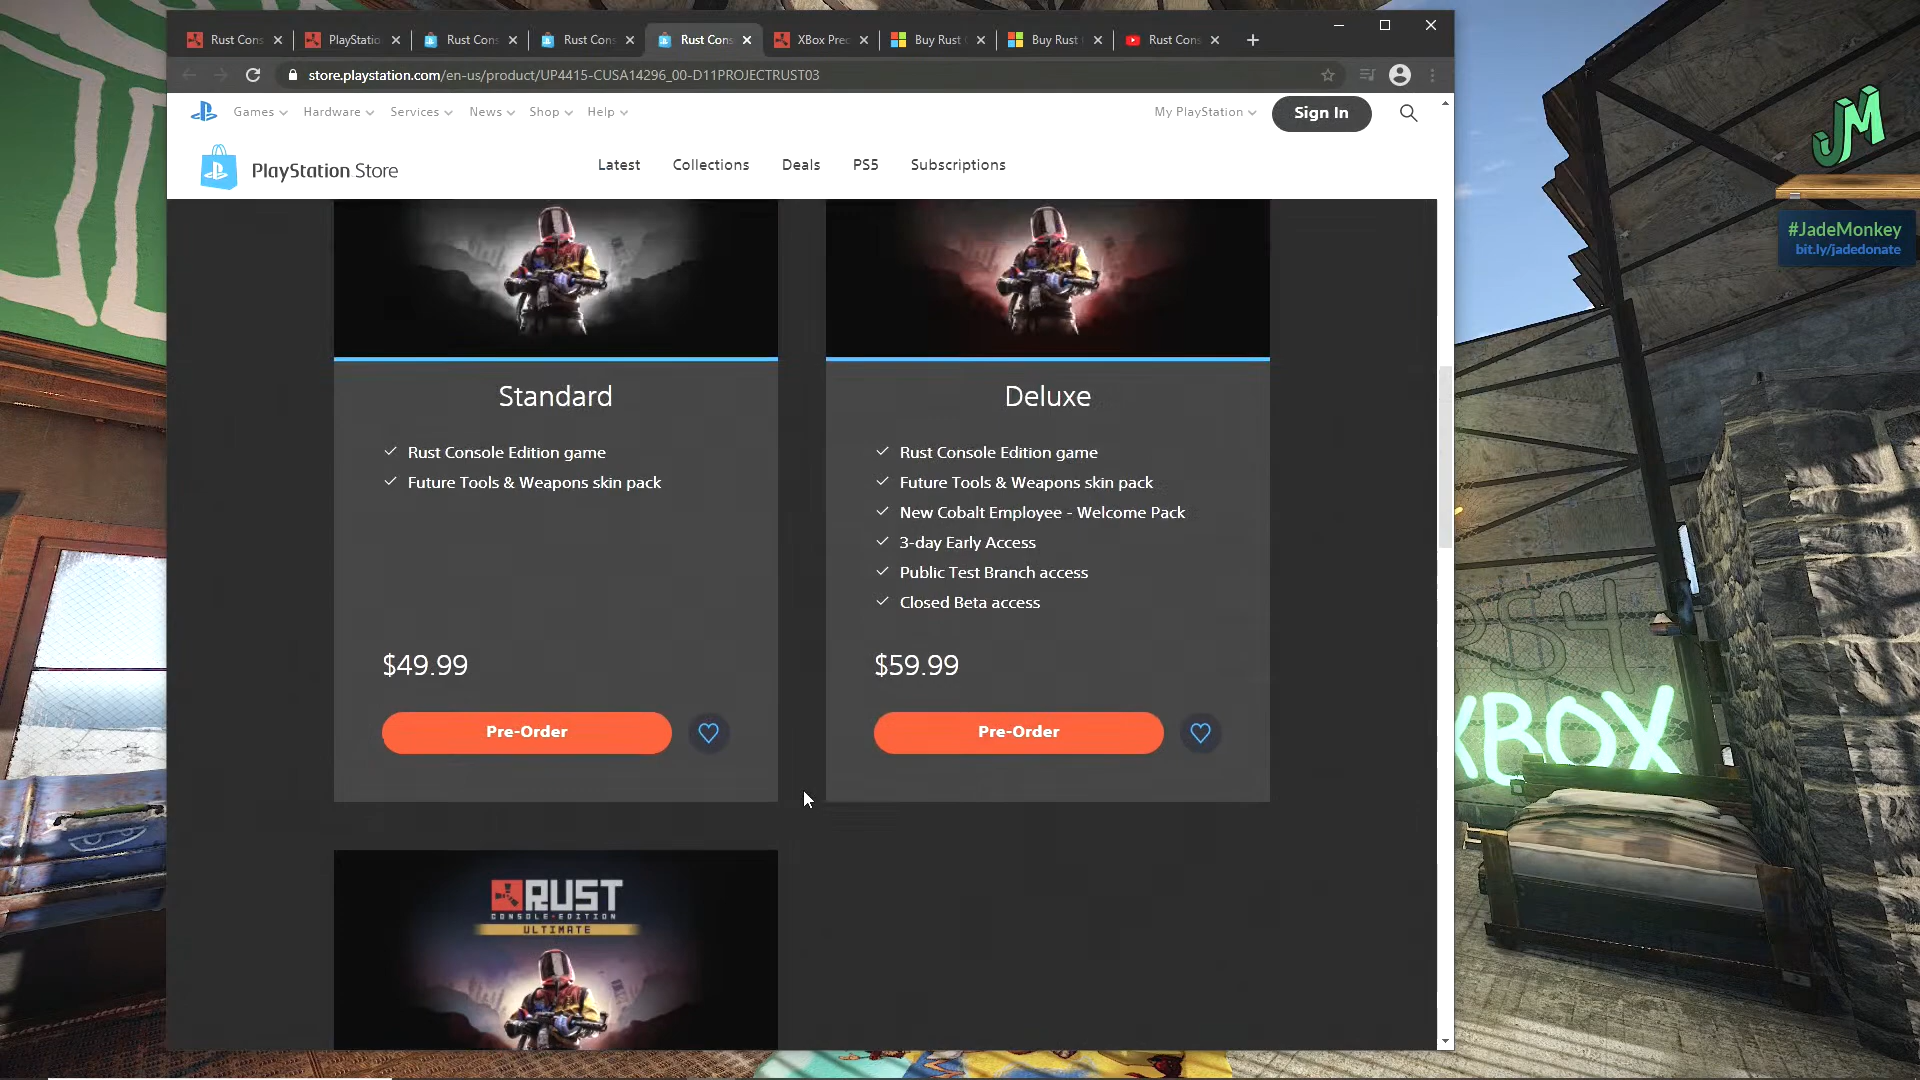 Rust Cons
PlayStatio
Rust Cons
Rust Cons
Rust Cons
XBox Prec
Buy Rust
Buy Rust
Rust Cons
store.playstation.com/en-us/product/UP4415-CUSA14296_00-D11PROJECTRUST03
Games
Hardware
Services
News
Shop
Help
My PlayStation
Sign In
PlayStation Store
Latest
Collections
Deals
PS5
Subscriptions
JM
#JadeMonkey
bit.ly/jadedonate
Standard
Rust Console Edition game
Future Tools & Weapons skin pack
$49.99
Pre-Order
Deluxe
Rust Console Edition game
Future Tools & Weapons skin pack
New Cobalt Employee - Welcome Pack
3-day Early Access
Public Test Branch access
Closed Beta access
$59.99
Pre-Order
PS4
XBOX
RUST
CONSOLE EDITION
ULTIMATE